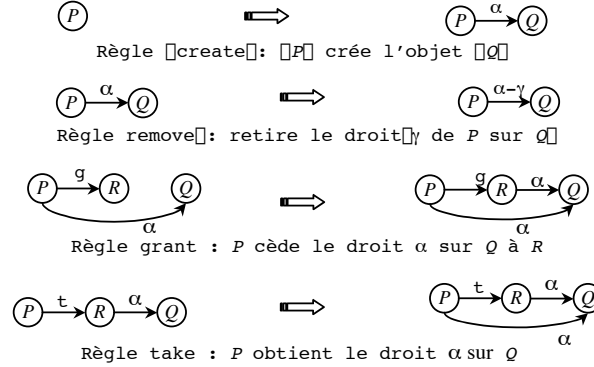 P P α Q
Règle create : P crée l'objet Q
P α Q P α-γ Q
Règle remove : retire le droit γ de P sur Q
P g R Q α P g R α Q α
Règle grant : P cède le droit α sur Q à R
P t R α Q P t R α Q α
Règle take : P obtient le droit α sur Q